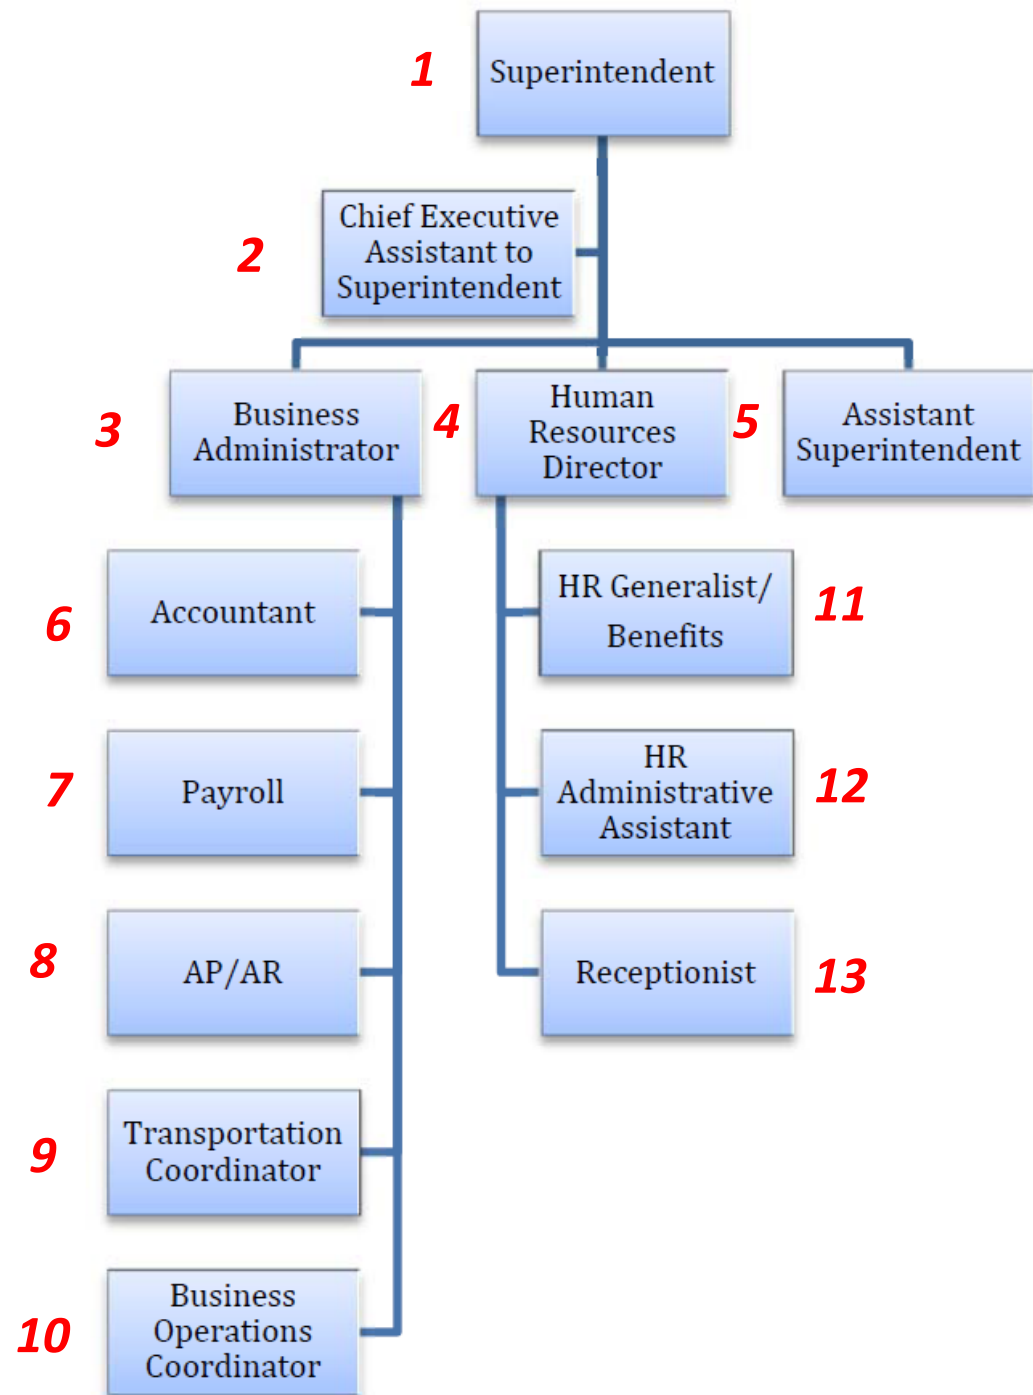 1
Superintendent
2
Chief Executive
Assistant to
Superintendent
3
Business
Administrator
4
Human
Resources
Director
5
Assistant
Superintendent
6
Accountant
7
Payroll
8
AP/AR
9
Transportation
Coordinator
10
Business
Operations
Coordinator
HR Generalist/
Benefits
11
HR
Administrative
Assistant
12
Receptionist
13